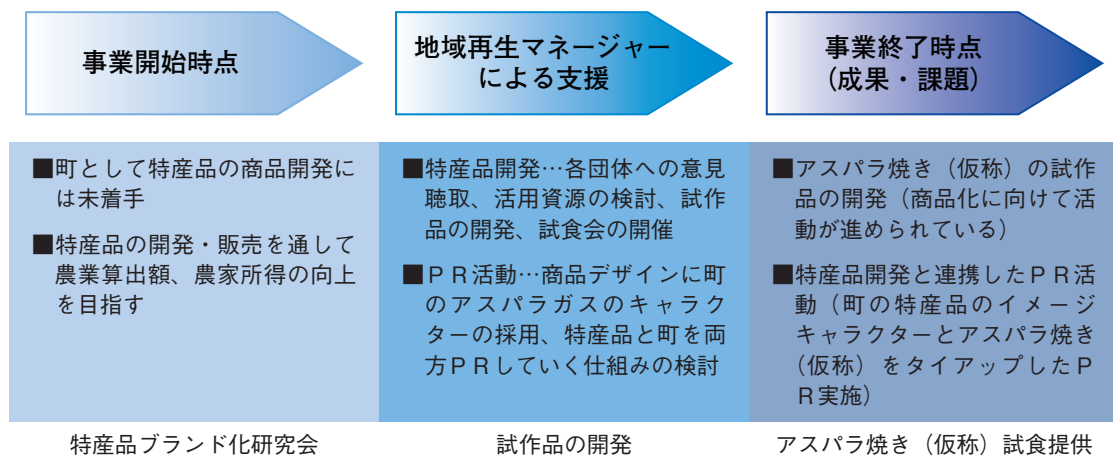 事業開始時点
地域再生マネージャー
による支援
事業終了時点
（成果・課題）
■町として特産品の商品開発に
は未着手
■特産品の開発・販売を通して
農業算出額、農家所得の向上
を目指す
■特産品開発…各団体への意見
聴取、活用資源の検討、試作
品の開発、試食会の開催
■ＰＲ活動…商品デザインに町
のアスパラガスのキャラク
ターの採用、特産品と町を両
方ＰＲしていく仕組みの検討
■アスパラ焼き（仮称）の試作
品の開発（商品化に向けて活
動が進められている）
■特産品開発と連携したＰＲ活
動（町の特産品のイメージ
キャラクターとアスパラ焼き
（仮称）をタイアップしたＰ
Ｒ実施）
特産品ブランド化研究会
試作品の開発
アスパラ焼き（仮称）試食提供